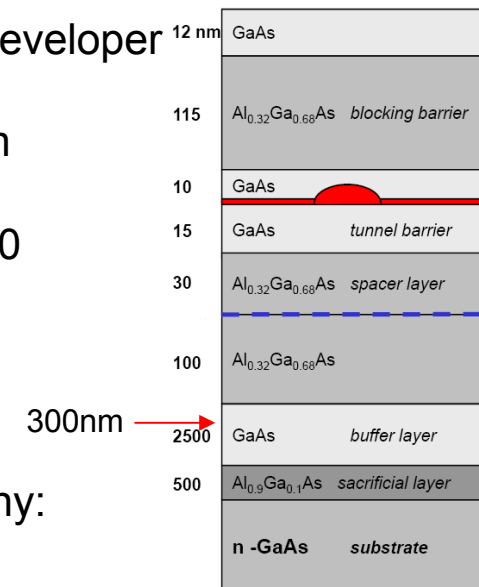 eveloper
12 nm GaAs
115 Al0.32Ga0.68As blocking barrier
10 GaAs
0
15 GaAs tunnel barrier
30 Al0.32Ga0.68As spacer layer
100 Al0.32Ga0.68As
300nm
2500 GaAs buffer layer
500 Al0.9Ga0.1As sacrificial layer
ny:
n -GaAs substrate